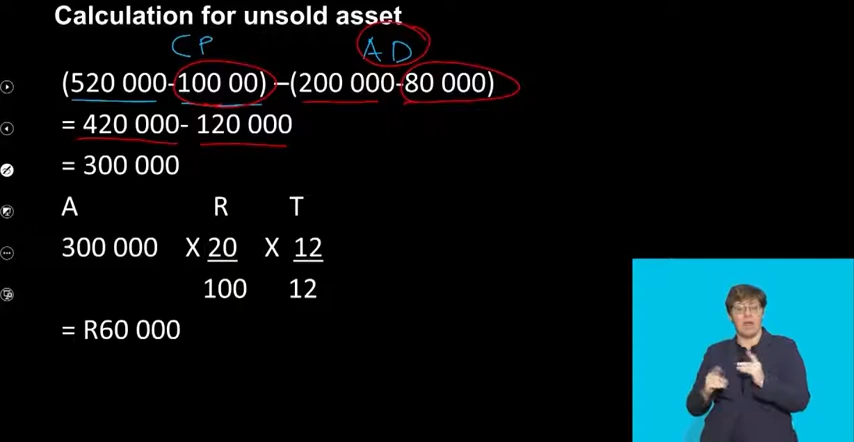 Calculation for unsold asset
CP AD
(520 000-100 00) –(200 000-80 000)
= 420 000- 120 000
= 300 000
A R T
300 000 X 20 X 12
100 12
= R60 000